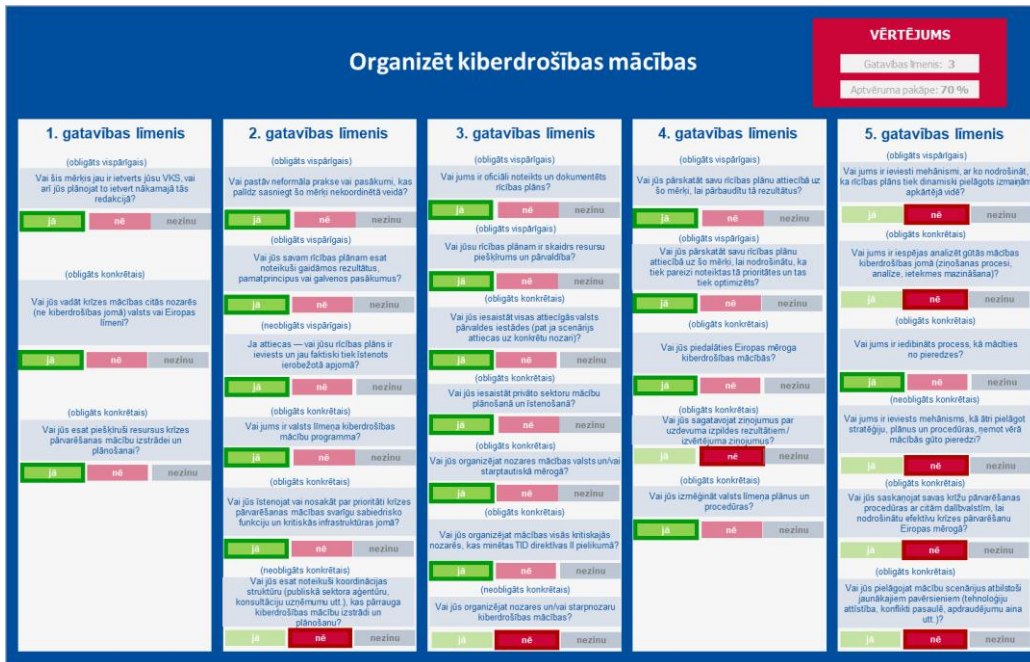 Organizēt kiberdrošības mācības
VĒRTĒJUMS
Gatavības līmenis: 3
Aptvēruma pakāpe: 70 %
1. gatavības līmenis
(obligāts vispārīgais)
Vai šis mērķis jau ir ietverts jūsu VKS, vai
arī jūs plānojat to ietvert nākamajā tās
redakcijā?
jā nē nezinu
(obligāts konkrētais)
Vai jūs vadāt krīzes mācības citās nozarēs
(ne kiberdrošības jomā) valsts vai Eiropas
līmenī?
jā nē nezinu
(obligāts konkrētais)
Vai jūs esat piešķīruši resursus krīzes
pārvarēšanas mācību izstrādei un
plānošanai?
jā nē nezinu
2. gatavības līmenis
(obligāts vispārīgais)
Vai pastāv neformāla prakse vai pasākumi, kas
palīdz sasniegt šo mērķi nekoordinētā veidā?
jā nē nezinu
(obligāts vispārīgais)
Vai jūs savam rīcības plānam esat
noteikuši gaidāmos rezultātus,
pamatprincipus vai galvenos pasākumus?
jā nē nezinu
(neobligāts vispārīgais)
Ja attiecas — vai jūsu rīcības plāns ir
ieviests un jau faktiski tiek īstenots
ierobežotā apjomā?
jā nē nezinu
(obligāts konkrētais)
Vai jums ir valsts līmeņa kiberdrošības
mācību programma?
jā nē nezinu
(obligāts konkrētais)
Vai jūs īstenojat vai nosakāt par prioritāti krīzes
pārvarēšanas mācības svarīgu sabiedrisko
funkciju un kritiskās infrastruktūras jomā?
jā nē nezinu
(neobligāts konkrētais)
Vai jūs esat noteikuši koordinācijas
struktūru (publiskā sektora aģentūru,
konsultāciju uzņēmumu utt.), kas pārrauga
kiberdrošības mācību izstrādi un
plānošanu?
jā nē nezinu
3. gatavības līmenis
(obligāts vispārīgais)
Vai jums ir oficiāli noteikts un dokumentēts
rīcības plāns?
jā nē nezinu
(obligāts vispārīgais)
Vai jūsu rīcības plānam ir skaidrs resursu
piešķīrums un pārvaldība?
jā nē nezinu
(obligāts konkrētais)
Vai jūs iesaistāt visas attiecīgās valsts
pārvaldes iestādes (pat ja scenārijs
attiecas uz konkrētu nozari)?
jā nē nezinu
(obligāts konkrētais)
Vai jūs iesaistāt privāto sektoru mācību
plānošanā un īstenošanā?
jā nē nezinu
(obligāts konkrētais)
Vai jūs organizējat nozares mācības valsts un/vai
starptautiskā mērogā?
jā nē nezinu
(obligāts konkrētais)
Vai jūs organizējat mācības visās kritiskajās
nozarēs, kas minētas TID direktīvas II pielikumā?
jā nē nezinu
(neobligāts konkrētais)
Vai jūs organizējat nozares un/vai starpnozaru
kiberdrošības mācības?
jā nē nezinu
4. gatavības līmenis
(obligāts vispārīgais)
Vai jūs pārskatāt savu rīcības plānu attiecībā uz
šo mērķi, lai pārbaudītu tā rezultātus?
jā nē nezinu
(obligāts vispārīgais)
Vai jūs pārskatāt savu rīcības plānu
attiecībā uz šo mērķi, lai nodrošinātu, ka
tiek pareizi noteiktas tā prioritātes un tas
tiek optimizēts?
jā nē nezinu
(obligāts konkrētais)
Vai jūs piedalāties Eiropas mēroga
kiberdrošības mācībās?
jā nē nezinu
(obligāts konkrētais)
Vai jūs sagatavojat ziņojumus par
uzdevuma izpildes rezultātiem /
izvērtējuma ziņojumus?
jā nē nezinu
(obligāts konkrētais)
Vai jūs izmēģināt valsts līmeņa plānus un
procedūras?
jā nē nezinu
5. gatavības līmenis
(obligāts vispārīgais)
Vai jums ir ieviesti mehānismi, ar ko nodrošināt,
ka rīcības plāns tiek dinamiski pielāgots izmaiņām
apkārtējā vidē?
jā nē nezinu
(obligāts konkrētais)
Vai jums ir iespējas analizēt gūtās mācības
kiberdrošības jomā (ziņošanas procesi,
analīze, ietekmes mazināšana)?
jā nē nezinu
(obligāts konkrētais)
Vai jums ir iedibināts process, kā mācīties
no pieredzes?
jā nē nezinu
(neobligāts konkrētais)
Vai jums ir ieviests mehānisms, kā ātri pielāgot
stratēģiju, plānus un procedūras, ņemot vērā
mācībās gūto pieredzi?
jā nē nezinu
(obligāts konkrētais)
Vai jūs saskaņojat savas krīžu pārvarēšanas
procedūras ar citām dalībvalstīm, lai
nodrošinātu efektīvu krīzes pārvarēšanu
Eiropas mērogā?
jā nē nezinu
(obligāts konkrētais)
Vai jūs pielāgojat mācību scenārijus atbilstoši
jaunākajiem pavērsieniem (tehnoloģiju
attīstība, konflikti pasaulē, apdraudējumu aina
utt.)?
jā nē nezinu